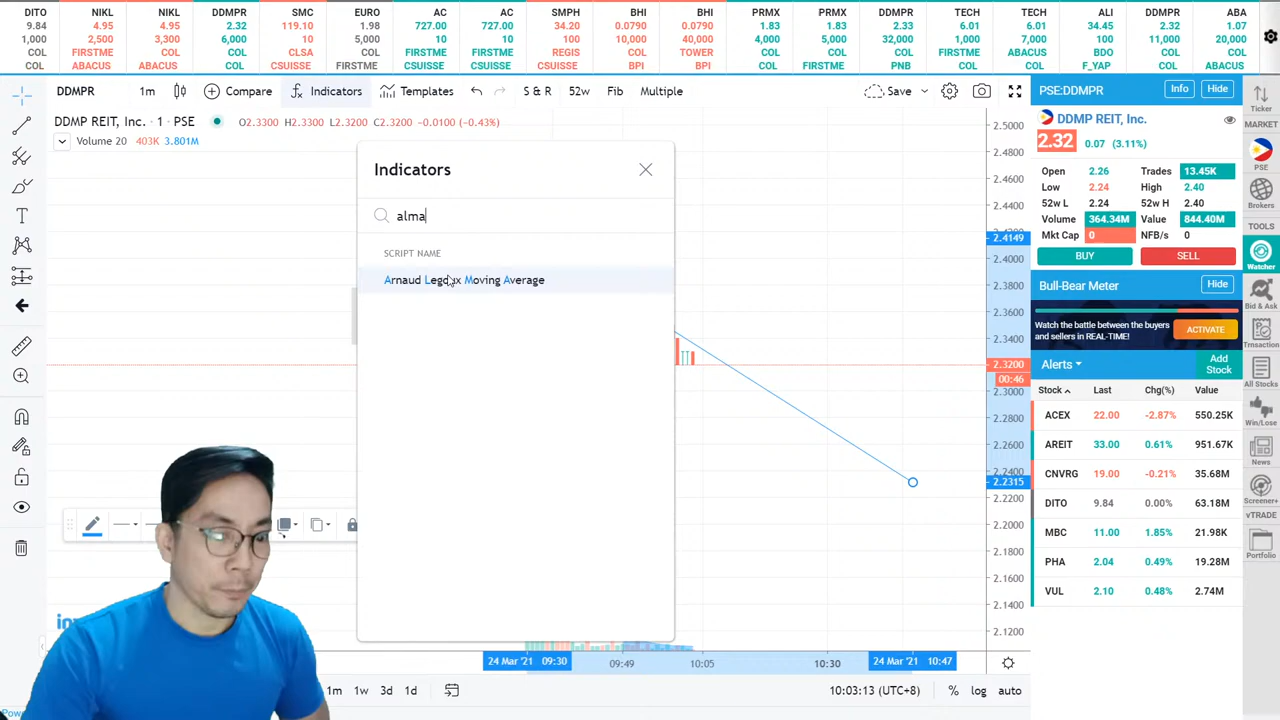 DITO NIKL NIKL DDMPR SMC EURO AC AC SMPH BHI BHI PRMX PRMX DDMPR TECH TECH ALI DDMPR ABA
9.84 4.95 4.95 2.32 119.10 1.98 727.00 727.00 34.20 0.0790 0.0790 1.83 1.83 2.33 6.01 6.01 34.45 2.32 1.07
1,000 2,500 3,300 6,000 10 5,000 10 10 100 10,000 40,000 4,000 5,000 32,000 1,000 7,000 100 11,000 20,000
COL FIRSTME COL COL CLSA COL FIRSTME FIRSTME REGIS COL TOWER COL COL COL COL ABACUS BDO COL COL
COL ABACUS ABACUS COL CSUISSE FIRSTME CSUISSE CSUISSE CSUISSE BPI BPI COL FIRSTME PNB FIRSTME CSUISSE F_YAP COL ABACUS
DDMPR 1m Compare Indicators Templates S & R 52w Fib Multiple Save
DDMP REIT, Inc. · 1 · PSE O2.3300 H2.3300 L2.3200 C2.3200 -0.0100 (-0.43%)
Volume 20 403K 3.801M
Indicators
alma
SCRIPT NAME
Arnaud Legoux Moving Average
2.5000
2.4800
2.4600
2.4400
2.4149
2.4000
2.3800
2.3600
2.3400
2.3200
00:46
2.3000
2.2800
2.2600
2.2400
2.2315
2.2200
2.2000
2.1800
2.1600
2.1400
2.1200
24 Mar '21 09:30 09:49 10:05 10:30 24 Mar '21 10:47
1m 1w 3d 1d 10:03:13 (UTC+8) % log auto
PSE:DDMPR Info Hide
DDMP REIT, Inc.
2.32 0.07 (3.11%)
Open 2.26 Trades 13.45K
Low 2.24 High 2.40
52w L 2.24 52w H 2.40
Volume 364.34M Value 844.40M
Mkt Cap 0 NFB/s 0
BUY SELL
Bull-Bear Meter Hide
Watch the battle between the buyers
and sellers in REAL-TIME!
ACTIVATE
Alerts Add Stock
Stock Last Chg(%) Value
ACEX 22.00 -2.87% 550.25K
AREIT 33.00 0.61% 951.67K
CNVRG 19.00 -0.21% 35.68M
DITO 9.84 0.00% 63.18M
MBC 11.00 1.85% 21.98K
PHA 2.04 0.49% 19.28M
VUL 2.10 0.48% 2.74M
Ticker
MARKET
PSE
Brokers
TOOLS
Watcher
Bid & Ask
Trnsaction
All Stocks
Win/Lose
News
Screener+
vTRADE
Portfolio